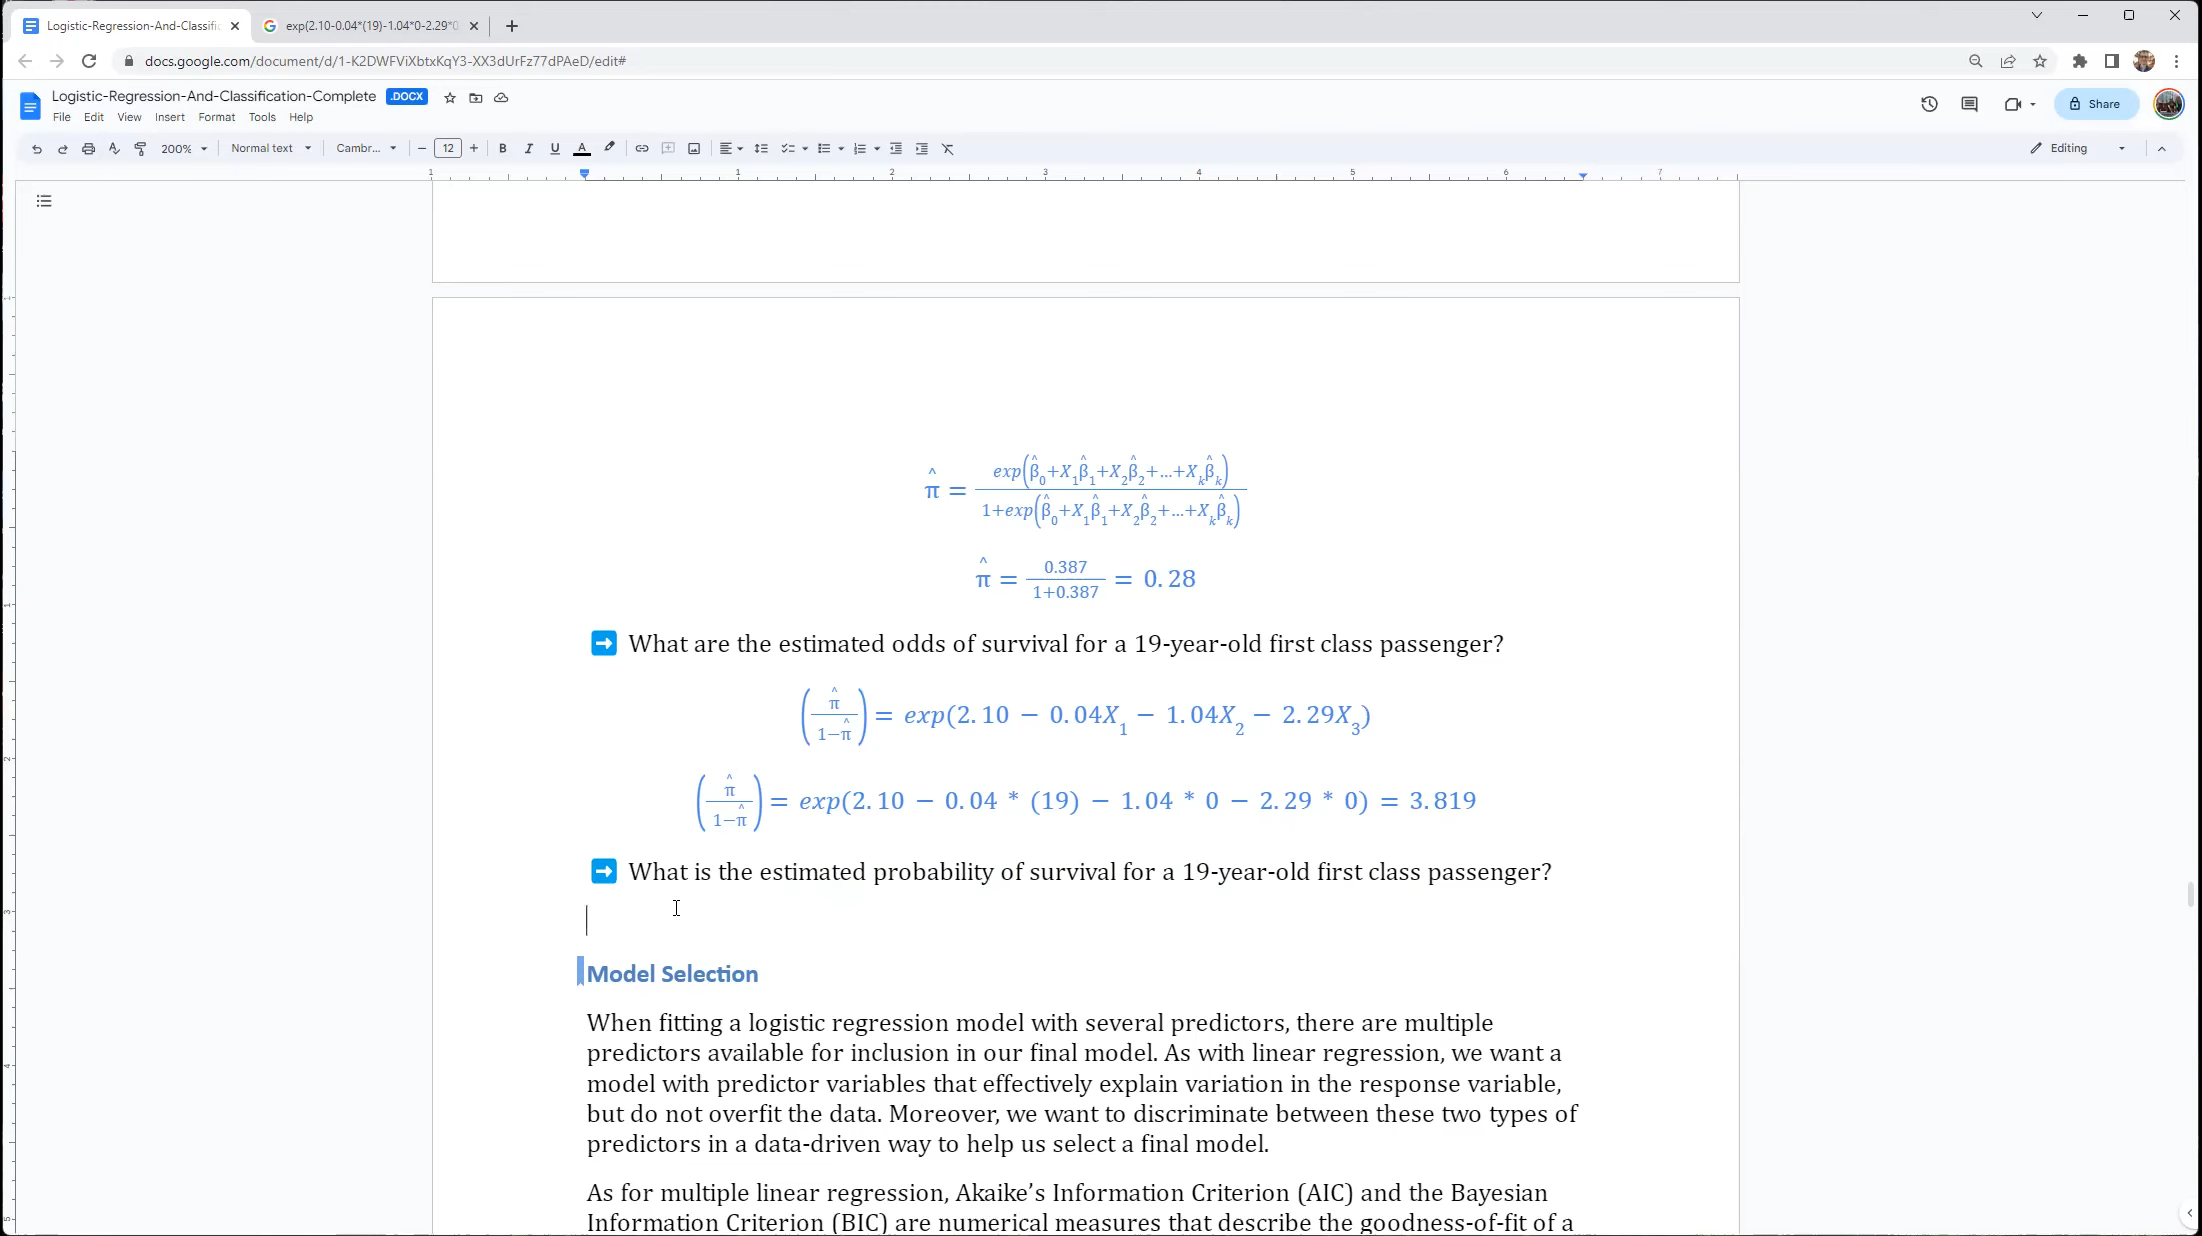 Logistic-Regression-And-Classific
exp(2.10-0.04*(19)-1.04*0-2.29*0
docs.google.com/document/d/1-K2DWFViXbtxKqY3-XX3dUrFz77dPAeD/edit#
Logistic-Regression-And-Classification-Complete .DOCX
Share
File Edit View Insert Format Tools Help
200% Normal text Cambr... − 12 + B I U A Editing
1 1 2 3 4 5 6 7
π̂ = exp(β̂₀+X₁β̂₁+X₂β̂₂+...+Xₖβ̂ₖ)
1+exp(β̂₀+X₁β̂₁+X₂β̂₂+...+Xₖβ̂ₖ)
π̂ = 0.387 / 1+0.387 = 0.28
What are the estimated odds of survival for a 19-year-old first class passenger?
(π̂ / 1−π̂) = exp(2.10 − 0.04X₁ − 1.04X₂ − 2.29X₃)
(π̂ / 1−π̂) = exp(2.10 − 0.04 * (19) − 1.04 * 0 − 2.29 * 0) = 3.819
What is the estimated probability of survival for a 19-year-old first class passenger?
Model Selection
When fitting a logistic regression model with several predictors, there are multiple
predictors available for inclusion in our final model. As with linear regression, we want a
model with predictor variables that effectively explain variation in the response variable,
but do not overfit the data. Moreover, we want to discriminate between these two types of
predictors in a data-driven way to help us select a final model.
As for multiple linear regression, Akaike’s Information Criterion (AIC) and the Bayesian
Information Criterion (BIC) are numerical measures that describe the goodness-of-fit of a